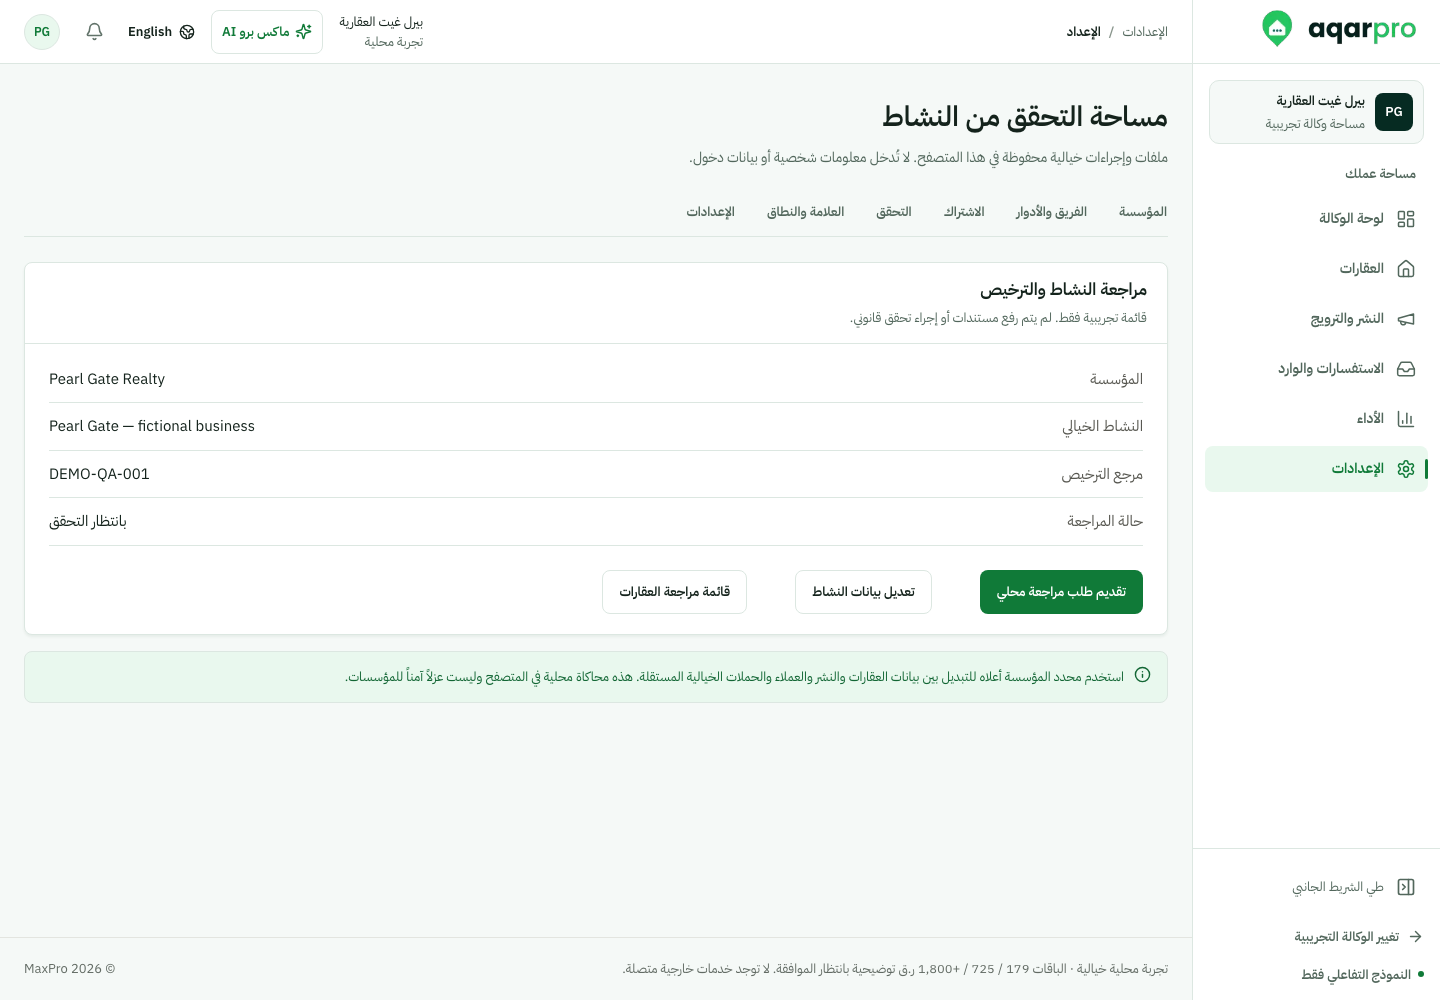 aqarpro
الإعدادات / الإعداد
بيرل غيت العقارية
تجربة محلية
ماكس برو AI
English
PG
PG
بيرل غيت العقارية
مساحة وكالة تجريبية
مساحة عملك
لوحة الوكالة
العقارات
النشر والترويج
الاستفسارات والوارد
الأداء
الإعدادات
طي الشريط الجانبي
تغيير الوكالة التجريبية
النموذج التفاعلي فقط
مساحة التحقق من النشاط
ملفات وإجراءات خيالية محفوظة في هذا المتصفح. لا تُدخل معلومات شخصية أو بيانات دخول.
المؤسسة
الفريق والأدوار
الاشتراك
التحقق
العلامة والنطاق
الإعدادات
مراجعة النشاط والترخيص
قائمة تجريبية فقط. لم يتم رفع مستندات أو إجراء تحقق قانوني.
المؤسسة Pearl Gate Realty
النشاط الخيالي Pearl Gate — fictional business
مرجع الترخيص DEMO-QA-001
حالة المراجعة بانتظار التحقق
تقديم طلب مراجعة محلي
تعديل بيانات النشاط
قائمة مراجعة العقارات
استخدم محدد المؤسسة أعلاه للتبديل بين بيانات العقارات والنشر والعملاء والحملات الخيالية المستقلة. هذه محاكاة محلية في المتصفح وليست عزلاً آمناً للمؤسسات.
تجربة محلية خيالية · الباقات 179 / 725 / +1,800 ر.ق توضيحية بانتظار الموافقة. لا توجد خدمات خارجية متصلة.
© 2026 MaxPro